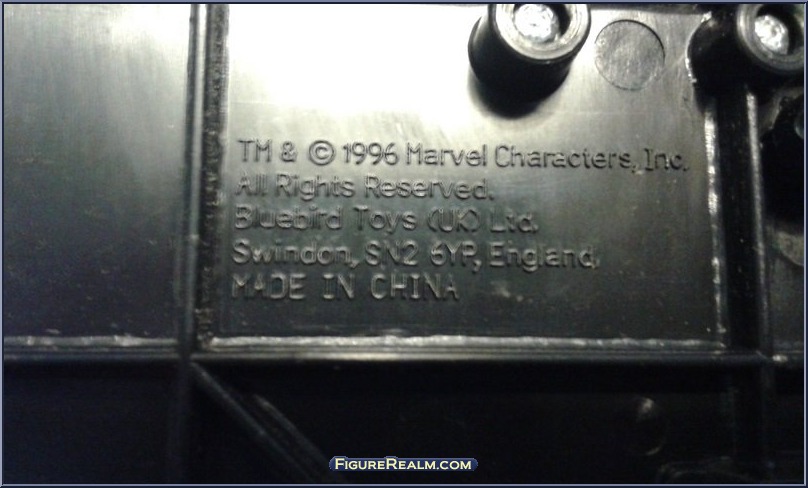 TM & © 1996 Marvel Characters, Inc.
All Rights Reserved.
Bluebird Toys (UK) Ltd.
Swindon, SN2 6YP, England.
MADE IN CHINA
FIGUREREALM.COM